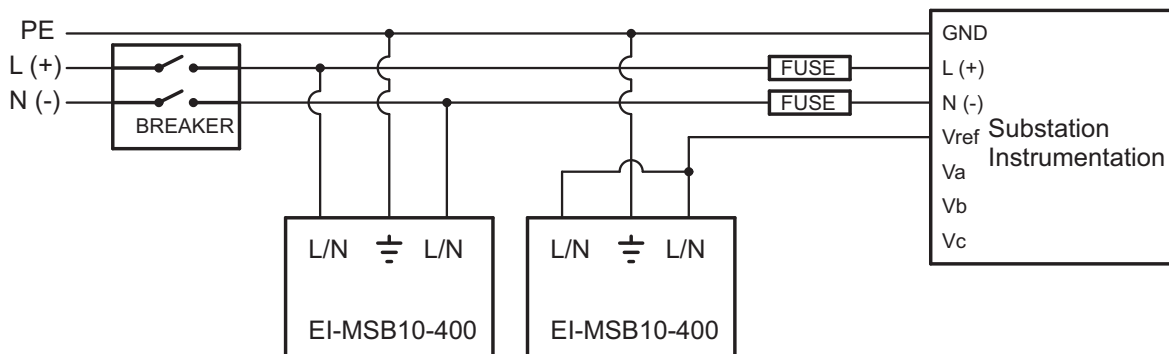 PE
L (+)
N (-)
BREAKER
FUSE
FUSE
GND
L (+)
N (-)
Vref
Va
Vb
Vc
Substation
Instrumentation
L/N L/N
EI-MSB10-400
L/N L/N
EI-MSB10-400